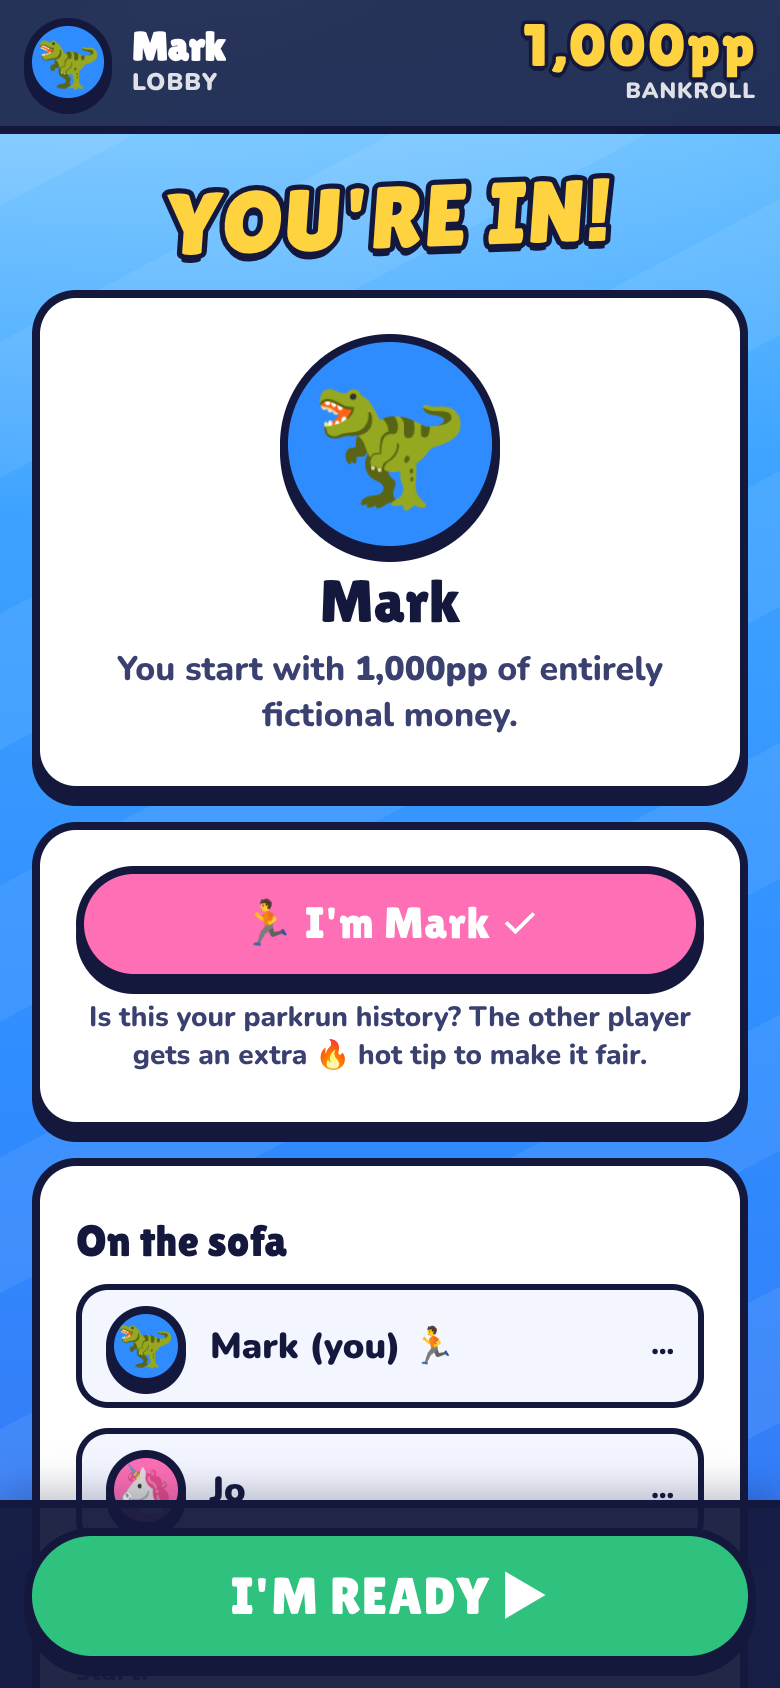 Mark
LOBBY
1,000pp
BANKROLL
YOU'RE IN!
Mark
You start with 1,000pp of entirely
fictional money.
I'm Mark ✓
Is this your parkrun history? The other player
gets an extra 🔥 hot tip to make it fair.
On the sofa
Mark (you) 🏃
...
Jo
...
I'M READY ▶